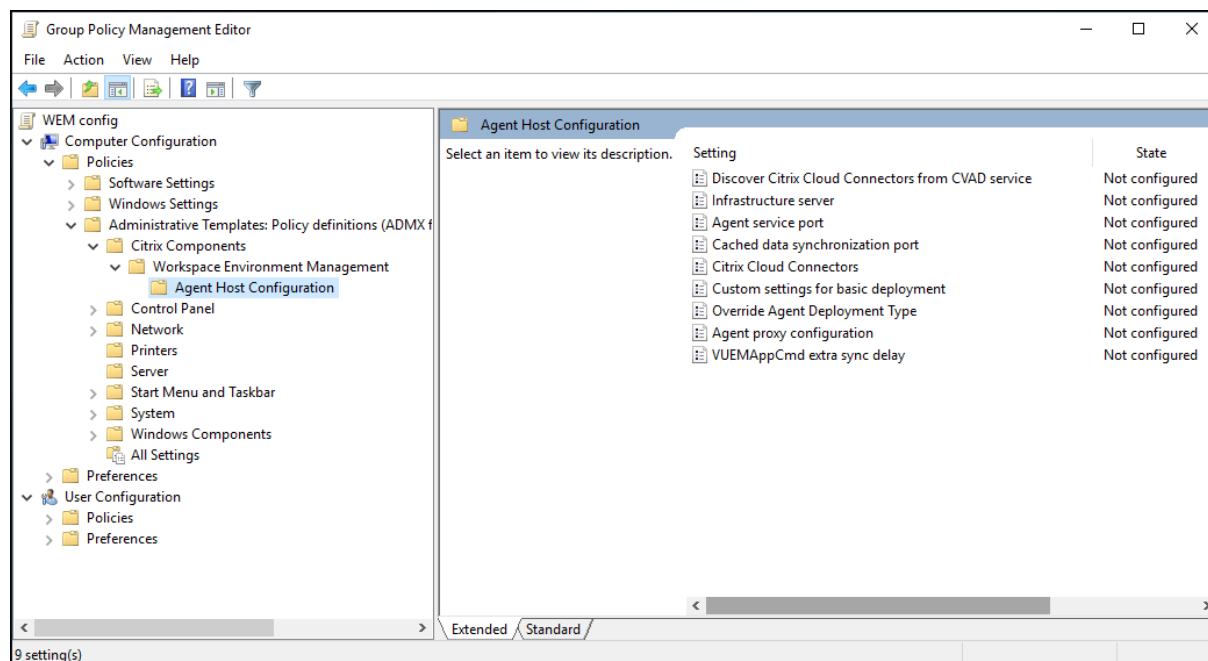 Group Policy Management Editor
File Action View Help
WEM config
Computer Configuration
Policies
Software Settings
Windows Settings
Administrative Templates: Policy definitions (ADMX f
Citrix Components
Workspace Environment Management
Agent Host Configuration
Control Panel
Network
Printers
Server
Start Menu and Taskbar
System
Windows Components
All Settings
Preferences
User Configuration
Policies
Preferences
Agent Host Configuration
Select an item to view its description.
Setting State
Discover Citrix Cloud Connectors from CVAD service Not configured
Infrastructure server Not configured
Agent service port Not configured
Cached data synchronization port Not configured
Citrix Cloud Connectors Not configured
Custom settings for basic deployment Not configured
Override Agent Deployment Type Not configured
Agent proxy configuration Not configured
VUEMAppCmd extra sync delay Not configured
Extended Standard
9 setting(s)